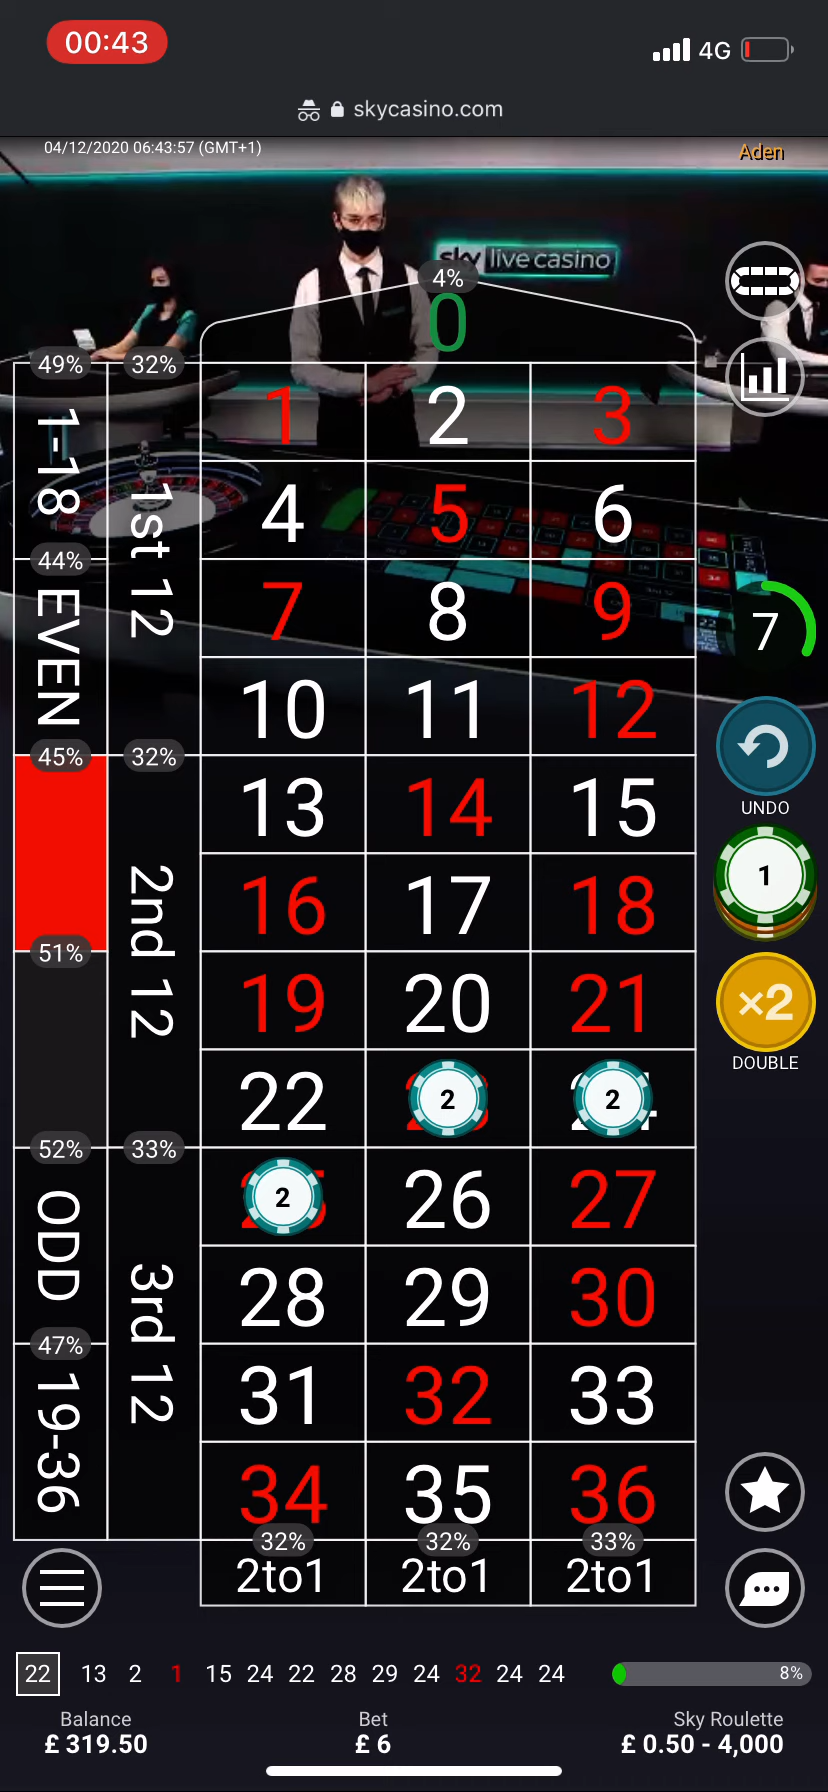 00:43
4G
skycasino.com
04/12/2020 06:43:57 (GMT+1)
Aden
sky live casino
4%
0
49% 32%
1 2 3
1-18
1st 12
4 5 6
44%
EVEN
7 8 9
7
10 11 12
45% 32%
UNDO
13 14 15
1
2nd 12
16 17 18
51%
19 20 21
×2
DOUBLE
22 2 2
52% 33%
2 26 27
ODD
3rd 12
28 29 30
47%
31 32 33
19-36
34 35 36
32% 32% 33%
2to1 2to1 2to1
22 13 2 1 15 24 22 28 29 24 32 24 24
8%
Balance Bet Sky Roulette
£ 319.50 £ 6 £ 0.50 - 4,000